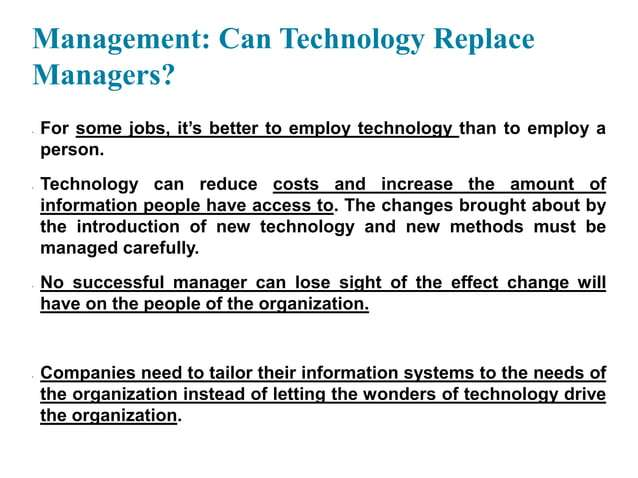 Management: Can Technology Replace
Managers?
For some jobs, it’s better to employ technology than to employ a
person.
Technology can reduce costs and increase the amount of
information people have access to. The changes brought about by
the introduction of new technology and new methods must be
managed carefully.
No successful manager can lose sight of the effect change will
have on the people of the organization.
Companies need to tailor their information systems to the needs of
the organization instead of letting the wonders of technology drive
the organization.